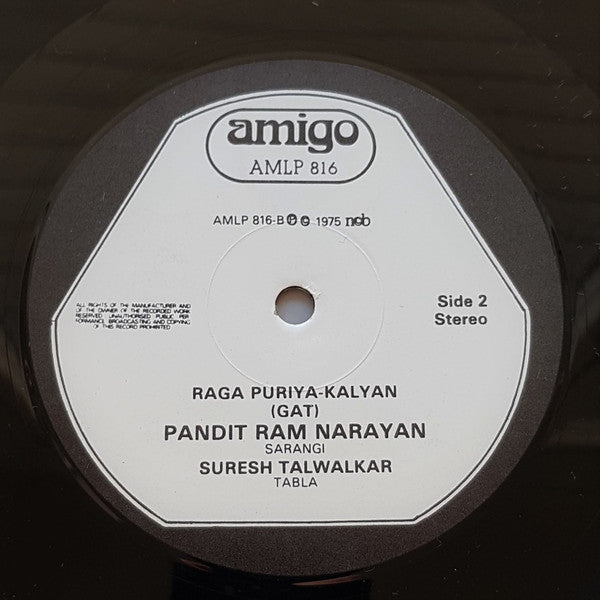 amigo
AMLP 816
AMLP 816-B Ⓟ © 1975 ncb
ALL RIGHTS OF THE MANUFACTURER AND
OF THE OWNER OF THE RECORDED WORK
RESERVED UNAUTHORISED PUBLIC PER
FORMANCE BROADCASTING AND COPYING
OF THIS RECORD PROHIBITED
Side 2
Stereo
RAGA PURIYA-KALYAN
(GAT)
PANDIT RAM NARAYAN
SARANGI
SURESH TALWALKAR
TABLA